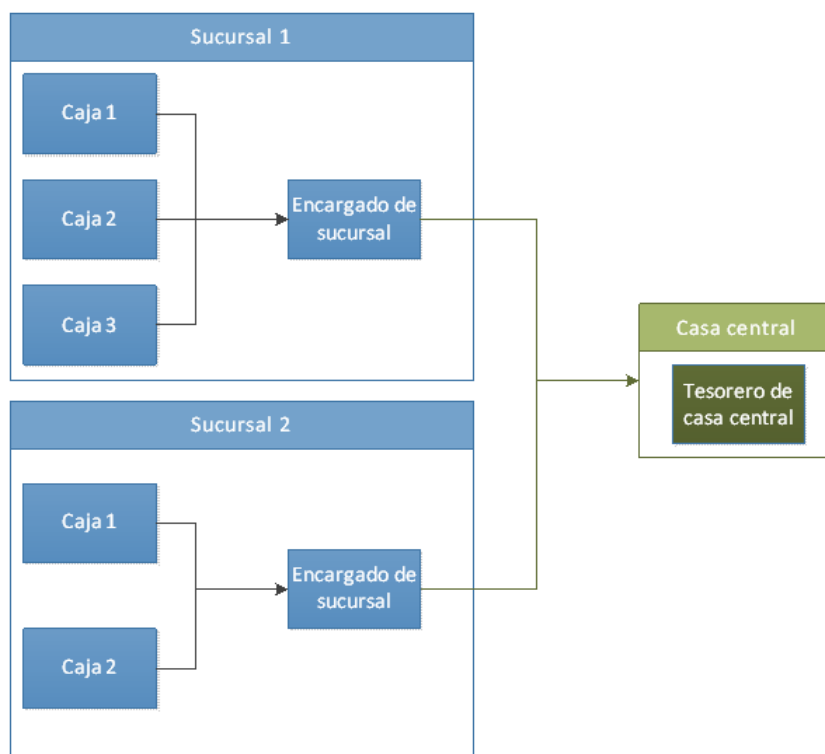 Sucursal 1
Caja 1
Caja 2
Caja 3
Encargado de
sucursal
Casa central
Tesorero de
casa central
Sucursal 2
Caja 1
Caja 2
Encargado de
sucursal